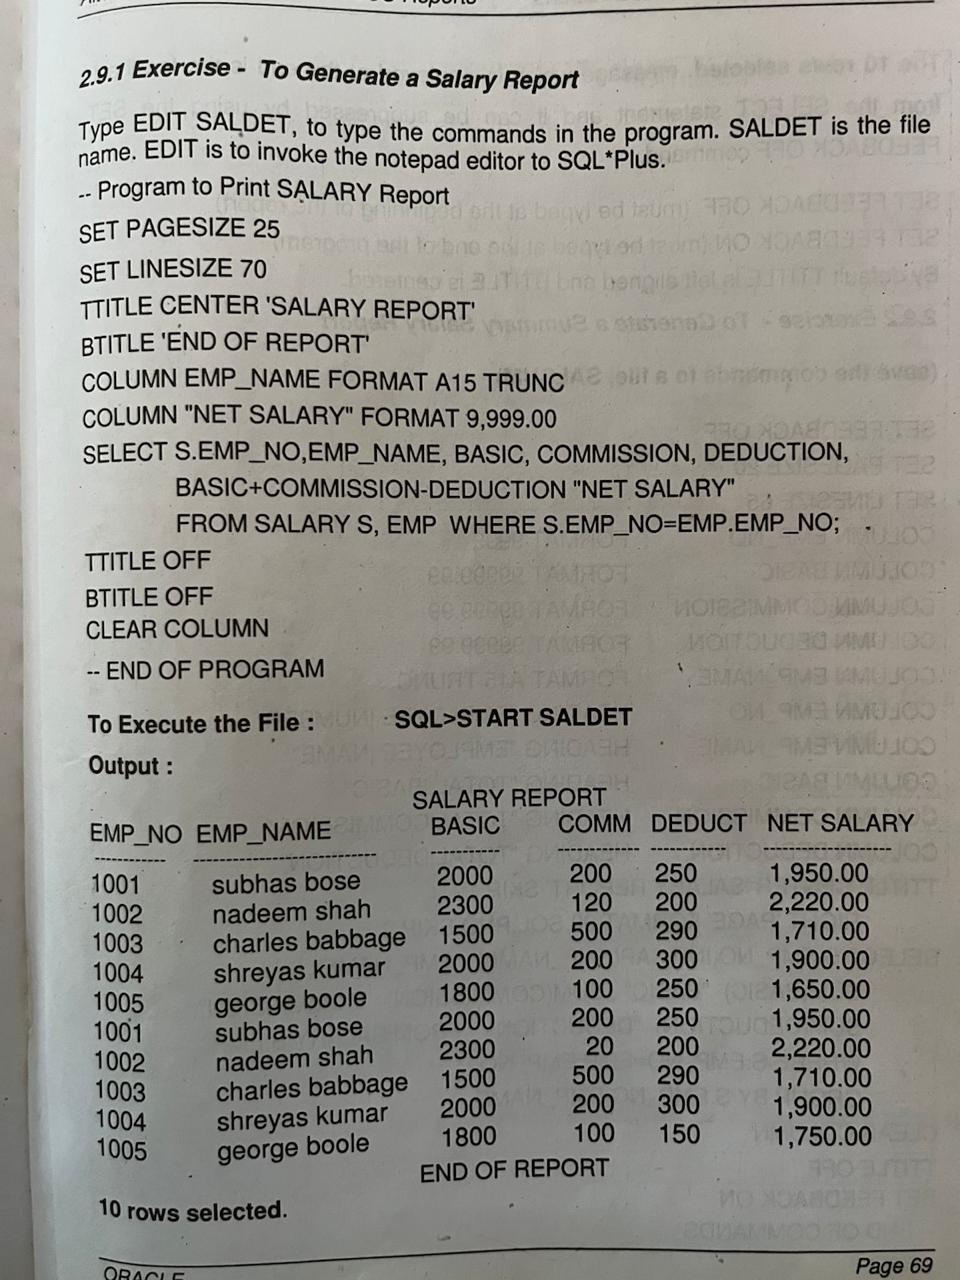 2.9.1 Exercise - To Generate a Salary Report
Type EDIT SALDET, to type the commands in the program. SALDET is the file
name. EDIT is to invoke the notepad editor to SQL*Plus.
-- Program to Print SALARY Report
SET PAGESIZE 25
SET LINESIZE 70
TTITLE CENTER 'SALARY REPORT'
BTITLE 'END OF REPORT'
COLUMN EMP_NAME FORMAT A15 TRUNC
COLUMN "NET SALARY" FORMAT 9,999.00
SELECT S.EMP_NO,EMP_NAME, BASIC, COMMISSION, DEDUCTION,
BASIC+COMMISSION-DEDUCTION "NET SALARY"
FROM SALARY S, EMP WHERE S.EMP_NO=EMP.EMP_NO;
TTITLE OFF
BTITLE OFF
CLEAR COLUMN
-- END OF PROGRAM
To Execute the File : SQL>START SALDET
Output :
SALARY REPORT
EMP_NO EMP_NAME BASIC COMM DEDUCT NET SALARY
1001 subhas bose 2000 200 250 1,950.00
1002 nadeem shah 2300 120 200 2,220.00
1003 charles babbage 1500 500 290 1,710.00
1004 shreyas kumar 2000 200 300 1,900.00
1005 george boole 1800 100 250 1,650.00
1001 subhas bose 2000 200 250 1,950.00
1002 nadeem shah 2300 20 200 2,220.00
1003 charles babbage 1500 500 290 1,710.00
1004 shreyas kumar 2000 200 300 1,900.00
1005 george boole 1800 100 150 1,750.00
END OF REPORT
10 rows selected.
ORACLE Page 69